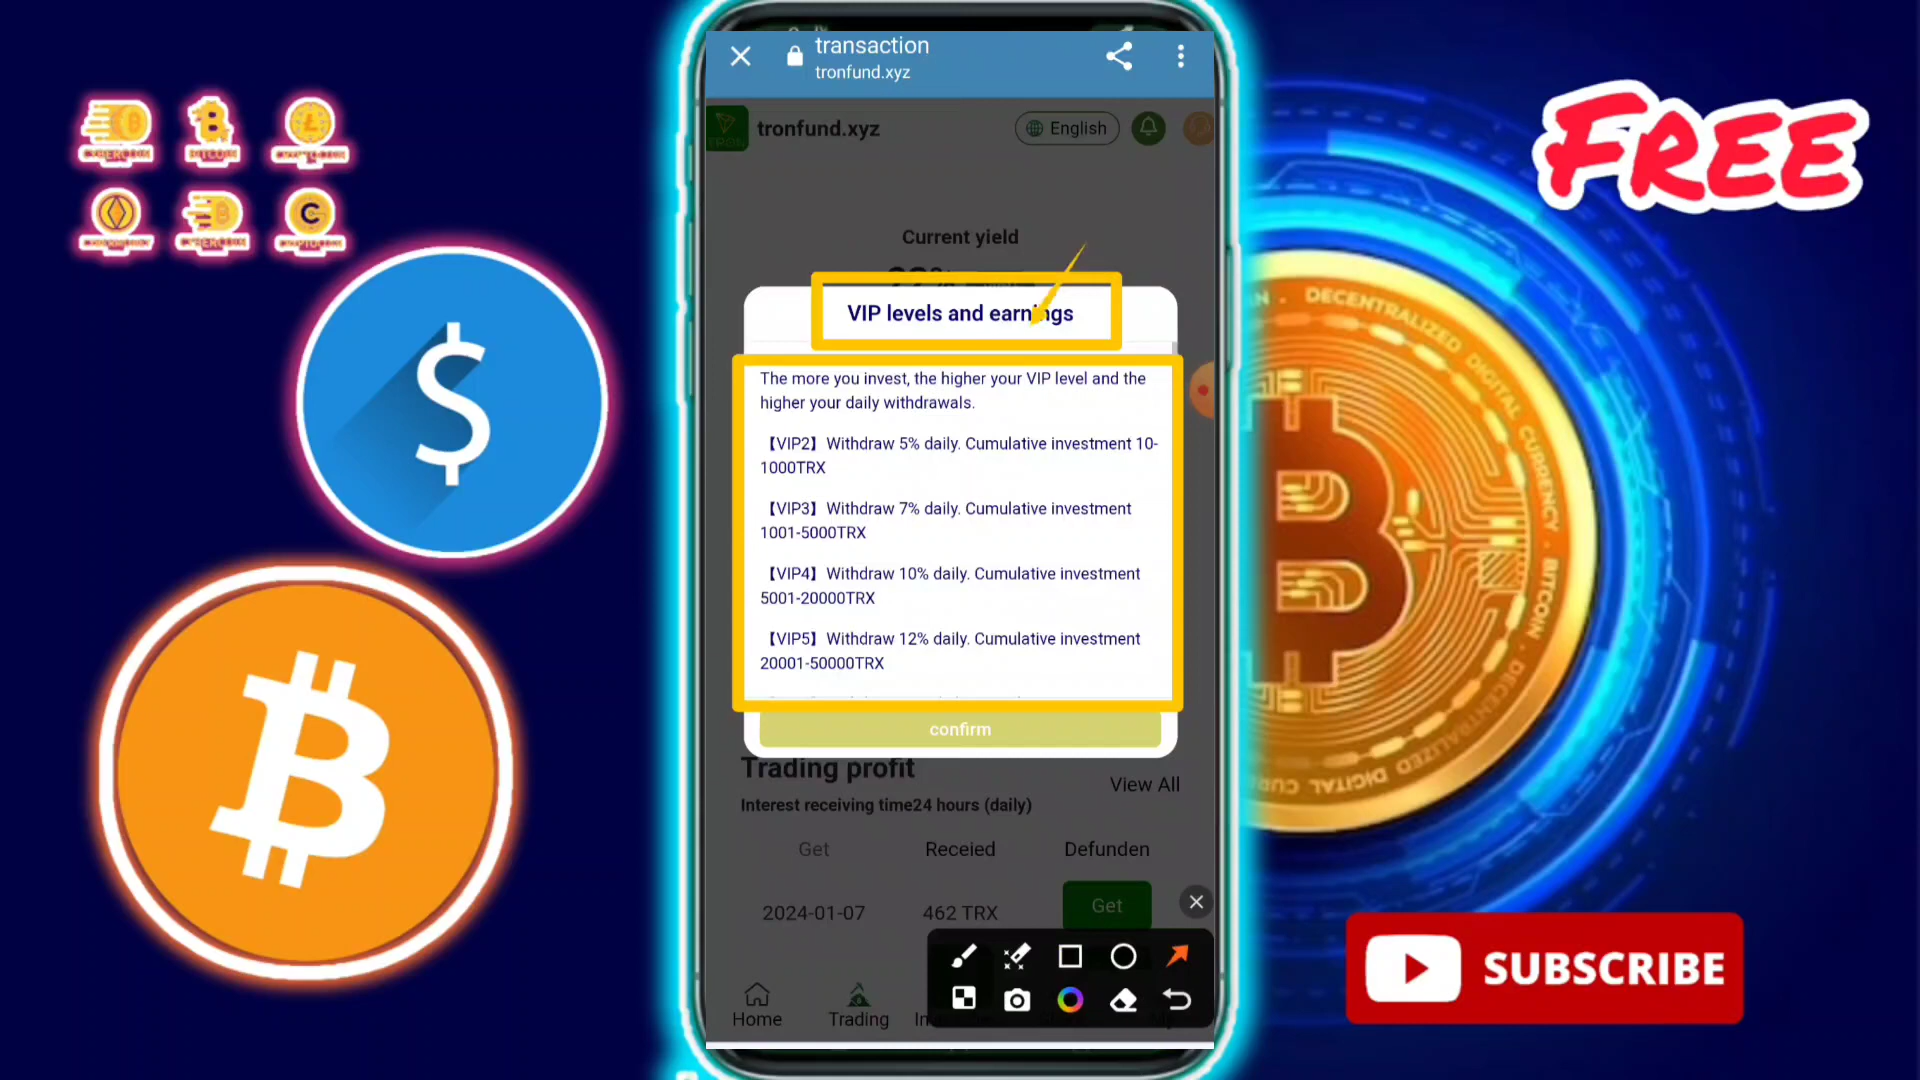 transaction
tronfund.xyz
tronfund.xyz
English
FREE
Current yield
VIP levels and earnings
The more you invest, the higher your VIP level and the
higher your daily withdrawals.
【VIP2】Withdraw 5% daily. Cumulative investment 10-
1000TRX
【VIP3】Withdraw 7% daily. Cumulative investment
1001-5000TRX
【VIP4】Withdraw 10% daily. Cumulative investment
5001-20000TRX
【VIP5】Withdraw 12% daily. Cumulative investment
20001-50000TRX
confirm
Trading profit
View All
Interest receiving time24 hours (daily)
Get Receied Defunden
2024-01-07 462 TRX Get
Home Trading
SUBSCRIBE
BITCOIN
DECENTRALIZED DIGITAL CURRENCY • BITCOIN